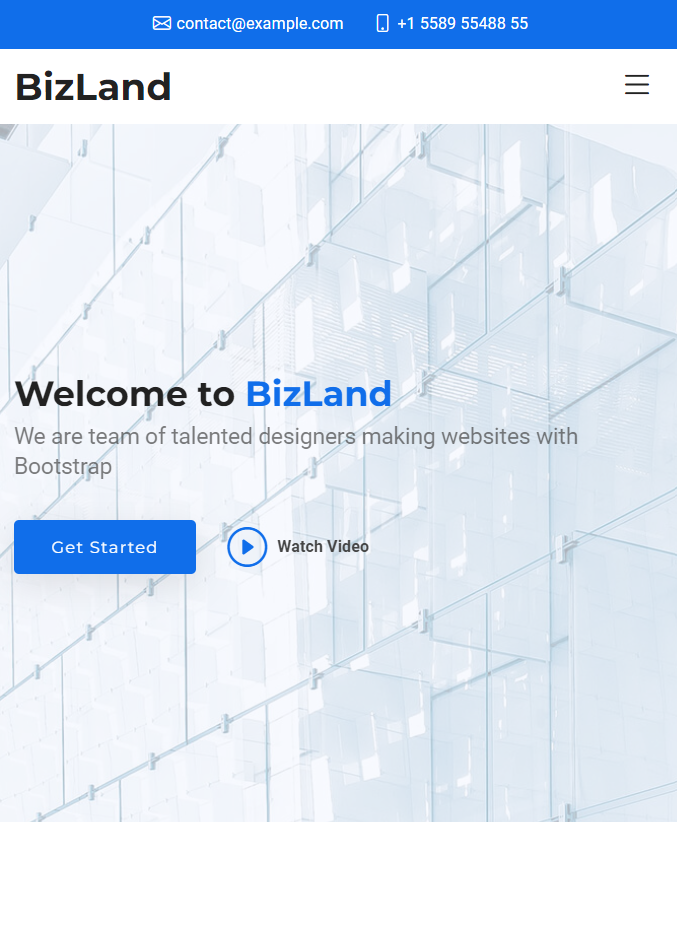 contact@example.com +1 5589 55488 55
BizLand
Welcome to BizLand
We are team of talented designers making websites with
Bootstrap
Get Started Watch Video